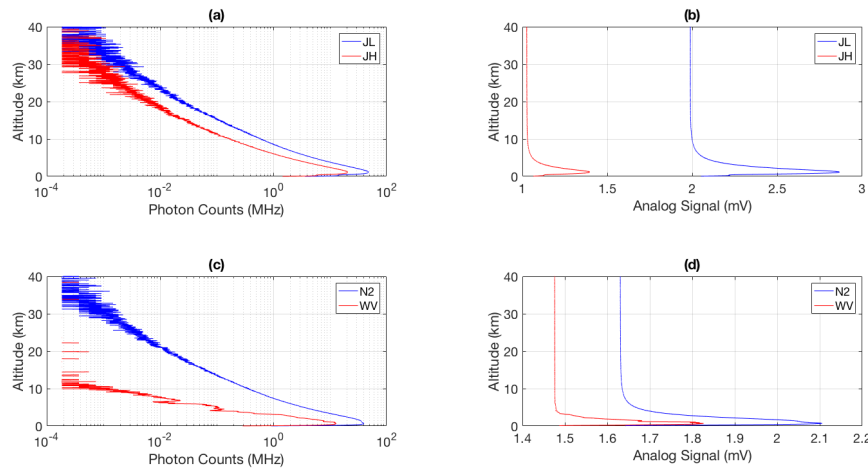 (a)
40
30
20
10
0
Altitude (km)
JL
JH
10^-4
10^-2
10^0
10^2
Photon Counts (MHz)
(b)
40
30
20
10
0
Altitude (km)
JL
JH
1
1.5
2
2.5
3
Analog Signal (mV)
(c)
40
30
20
10
0
Altitude (km)
N2
WV
10^-4
10^-2
10^0
10^2
Photon Counts (MHz)
(d)
40
30
20
10
0
Altitude (km)
N2
WV
1.4
1.5
1.6
1.7
1.8
1.9
2
2.1
2.2
Analog Signal (mV)